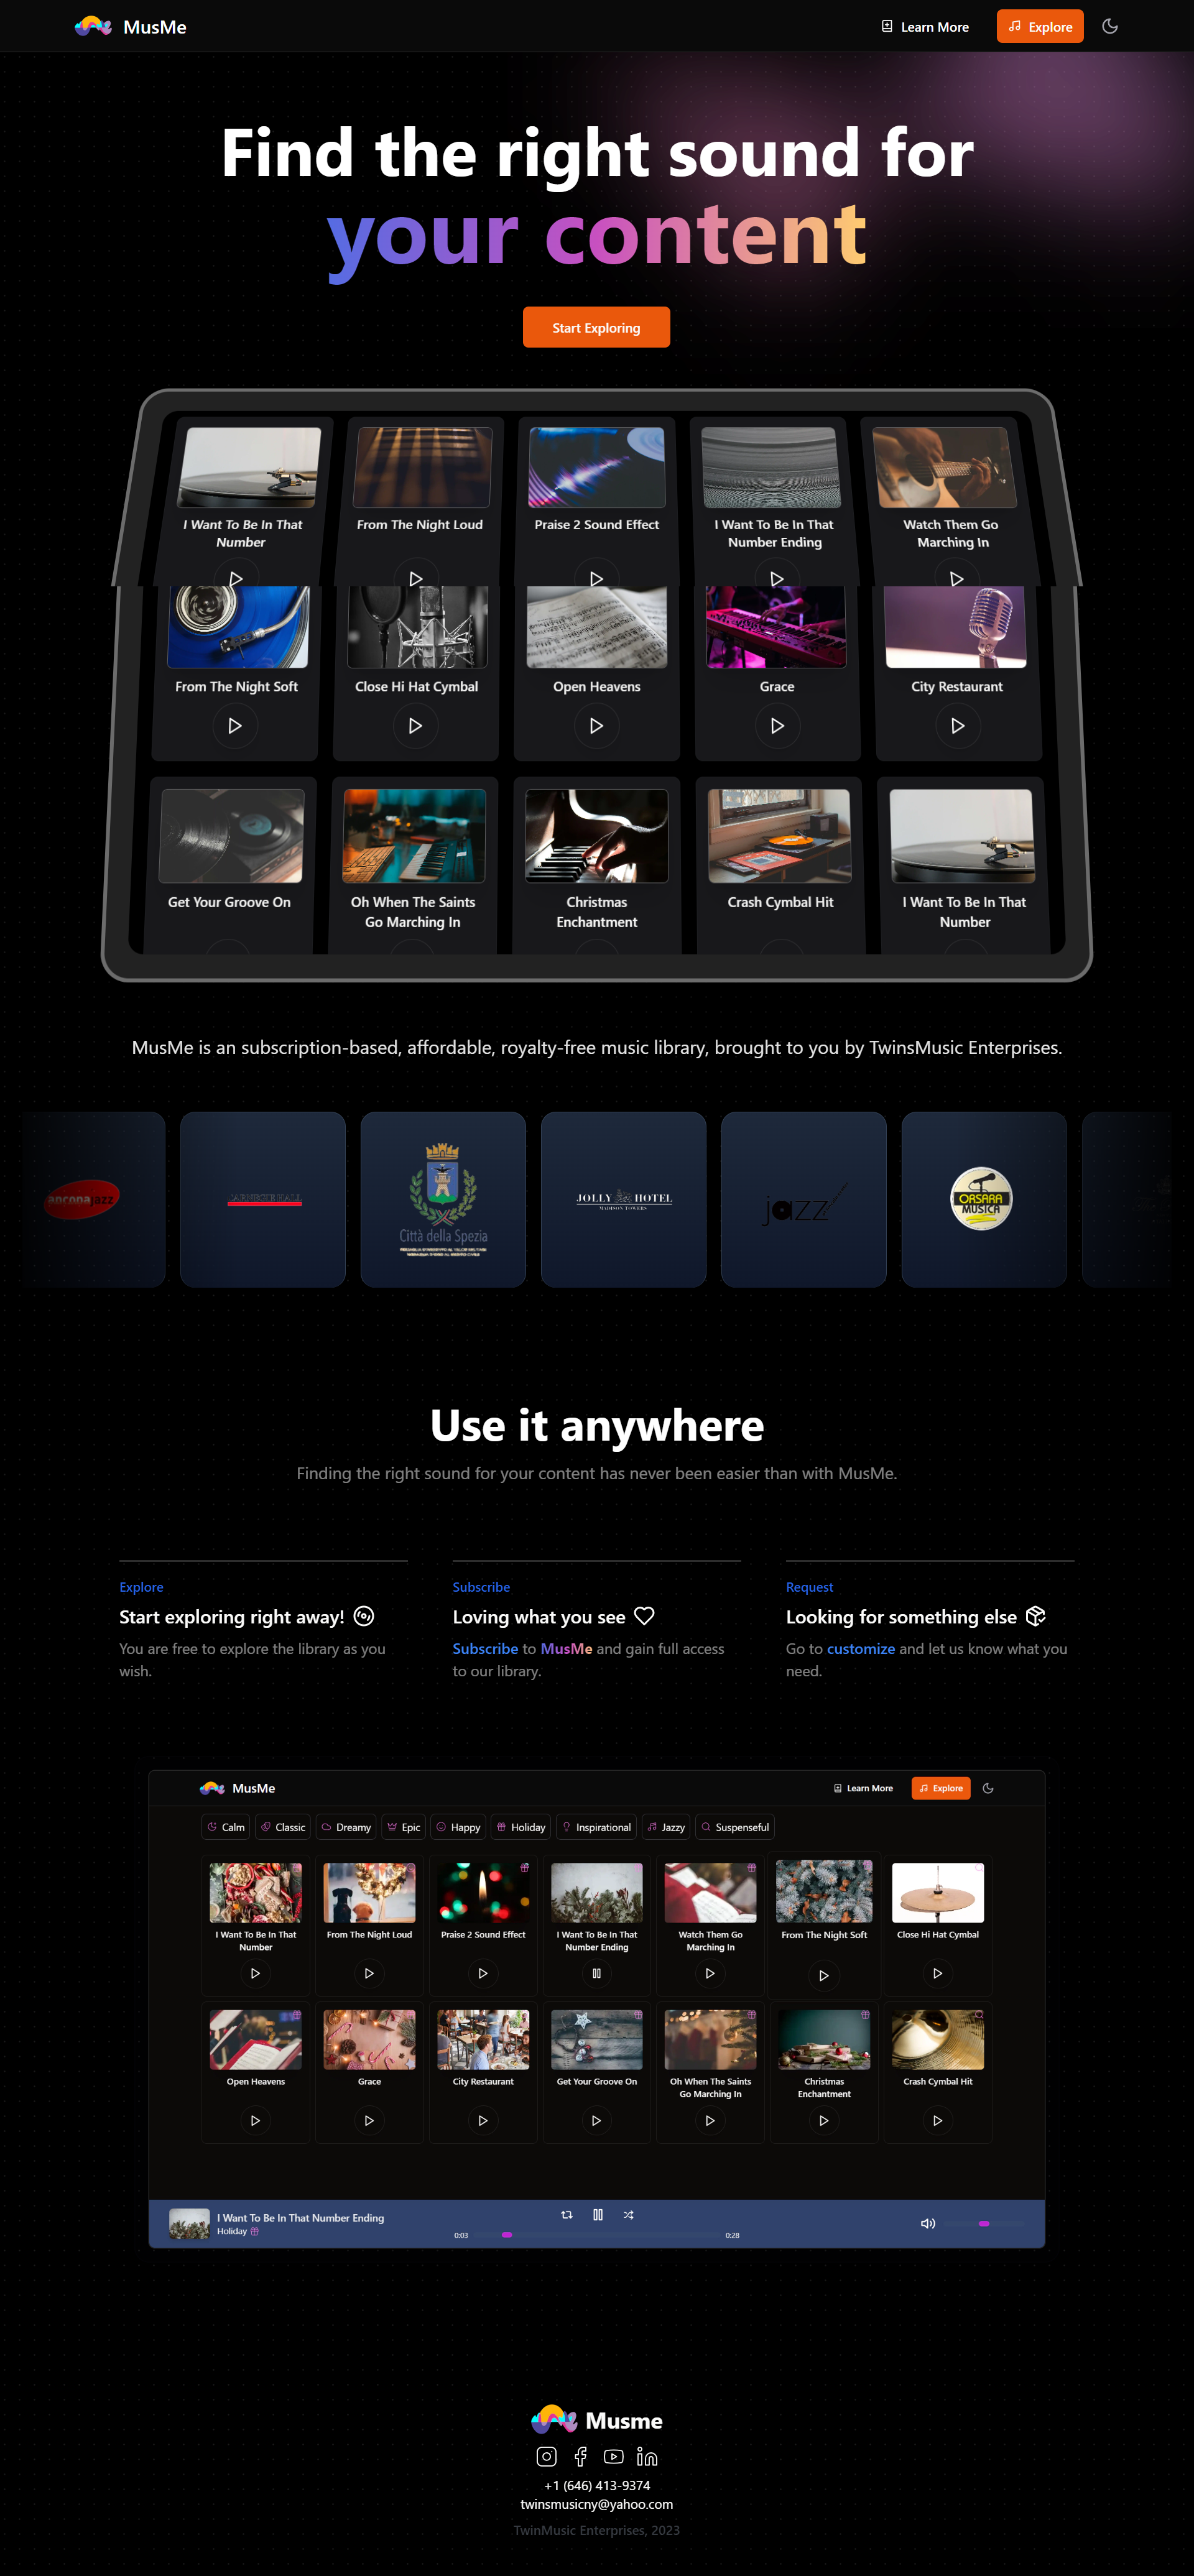 MusMe
Learn More
Explore
Find the right sound for
your content
Start Exploring
I Want To Be In That
Number
From The Night Loud
Praise 2 Sound Effect
I Want To Be In That
Number Ending
Watch Them Go
Marching In
From The Night Soft
Close Hi Hat Cymbal
Open Heavens
Grace
City Restaurant
Get Your Groove On
Oh When The Saints
Go Marching In
Christmas
Enchantment
Crash Cymbal Hit
I Want To Be In That
Number
MusMe is an subscription-based, affordable, royalty-free music library, brought to you by TwinsMusic Enterprises.
anconajazz
CARNEGIE HALL
Città della Spezia
JOLLY HOTEL
MADISON TOWERS
jazz
ORSARA
MUSICA
Use it anywhere
Finding the right sound for your content has never been easier than with MusMe.
Explore
Start exploring right away!
You are free to explore the library as you
wish.
Subscribe
Loving what you see
Subscribe to MusMe and gain full access
to our library.
Request
Looking for something else
Go to customize and let us know what you
need.
MusMe
Learn More
Explore
Calm
Classic
Dreamy
Epic
Happy
Holiday
Inspirational
Jazzy
Suspenseful
I Want To Be In That
Number
From The Night Loud
Praise 2 Sound Effect
I Want To Be In That
Number Ending
Watch Them Go
Marching In
From The Night Soft
Close Hi Hat Cymbal
Open Heavens
Grace
City Restaurant
Get Your Groove On
Oh When The Saints
Go Marching In
Christmas
Enchantment
Crash Cymbal Hit
I Want To Be In That Number Ending
Holiday
0:03
0:28
Musme
+1 (646) 413-9374
twinsmusicny@yahoo.com
TwinMusic Enterprises, 2023